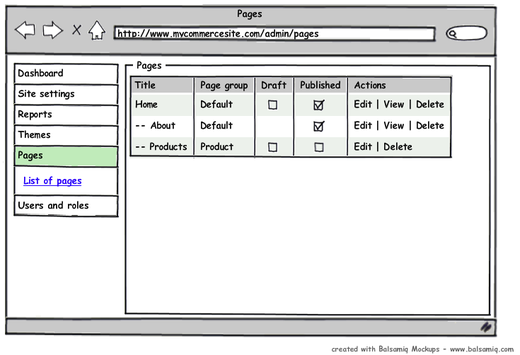 Pages
http://www.mycommercesite.com/admin/pages
Dashboard
Site settings
Reports
Themes
Pages
List of pages
Users and roles
Pages
Title Page group Draft Published Actions
Home Default Edit | View | Delete
-- About Default Edit | View | Delete
-- Products Product Edit | Delete
created with Balsamiq Mockups - www.balsamiq.com